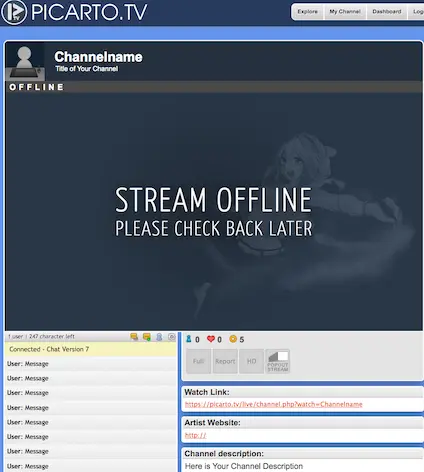 PICARTO.TV
Explore
My Channel
Dashboard
Channelname
Title of Your Channel
OFFLINE
STREAM OFFLINE
PLEASE CHECK BACK LATER
1 user : 247 character left
Connected - Chat Version 7
User: Message
User: Message
User: Message
User: Message
User: Message
User: Message
User: Message
User: Message
0
0
5
Full
Report
HD
POPOUT
STREAM
Watch Link:
https://picarto.tv/live/channel.php?watch=Channelname
Artist Website:
http://
Channel description:
Here is Your Channel Description